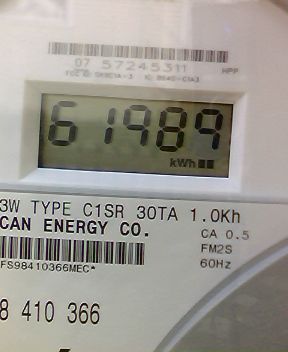 07 57245311
HPP
61989
kWh
3W TYPE C1SR 30TA 1.0Kh
CAN ENERGY CO.
CA 0.5
FM2S
60Hz
FS98410366MEC*
8 410 366